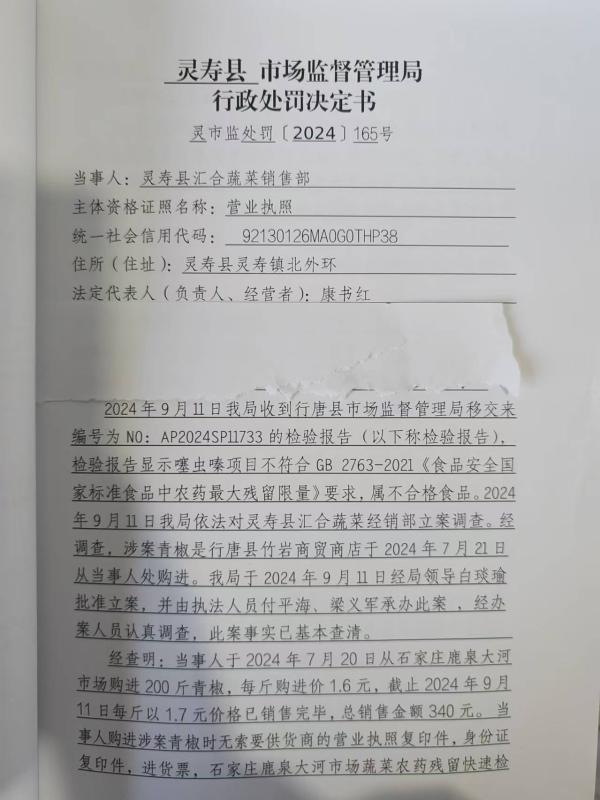 灵寿县 市场监督管理局
行政处罚决定书
灵市监处罚〔2024〕165号
当事人：灵寿县汇合蔬菜销售部
主体资格证照名称：营业执照
统一社会信用代码： 92130126MA0G0THP38
住所（住址）：灵寿县灵寿镇北外环
法定代表人（负责人、经营者）：康书红
2024年9月11日我局收到行唐县市场监督管理局移交来
编号为NO：AP2024SP11733的检验报告（以下称检验报告），
检验报告显示噻虫嗪项目不符合GB 2763-2021《食品安全国
家标准食品中农药最大残留限量》要求，属不合格食品。2024
年9月11日我局依法对灵寿县汇合蔬菜经销部立案调查。经
调查，涉案青椒是行唐县竹岩商贸商店于2024年7月21日
从当事人处购进。我局于2024年9月11日经局领导白琰瑜
批准立案，并由执法人员付平海、梁义军承办此案 ，经办
案人员认真调查，此案事实已基本查清。
经查明：当事人于2024年7月20日从石家庄鹿泉大河
市场购进200斤青椒，每斤购进价1.6元，截止2024年9月
11日每斤以1.7元价格已销售完毕，总销售金额340元。当
事人购进涉案青椒时无索要供货商的营业执照复印件，身份证
复印件，进货票，石家庄鹿泉大河市场蔬菜农药残留快速检